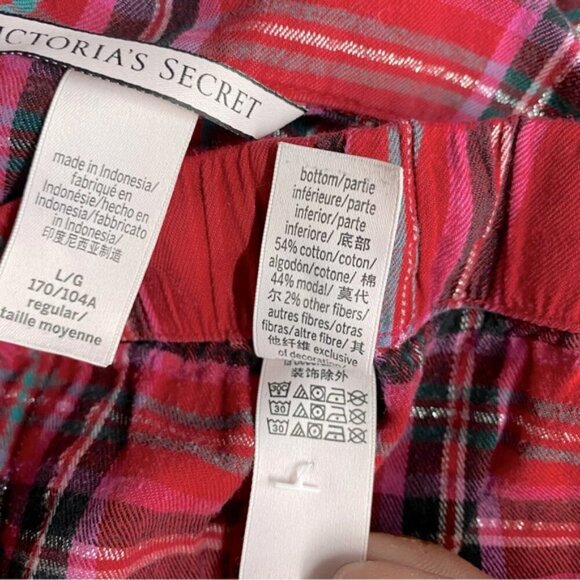 VICTORIA'S SECRET
made in Indonesia/
fabriqué en
Indonésie/hecho en
Indonesia/fabbricato
in Indonesia/
印度尼西亚制造
L/G
170/104A
regular/
taille moyenne
bottom/partie
inférieure/parte
inferior/parte
inferiore/ 底部
54% cotton/coton/
algodón/cotone/ 棉
44% modal/ 莫代
尔 2% other fibers/
autres fibres/otras
fibras/altre fibre/ 其
他纤维 exclusive
of decoration/
装饰除外
30
30